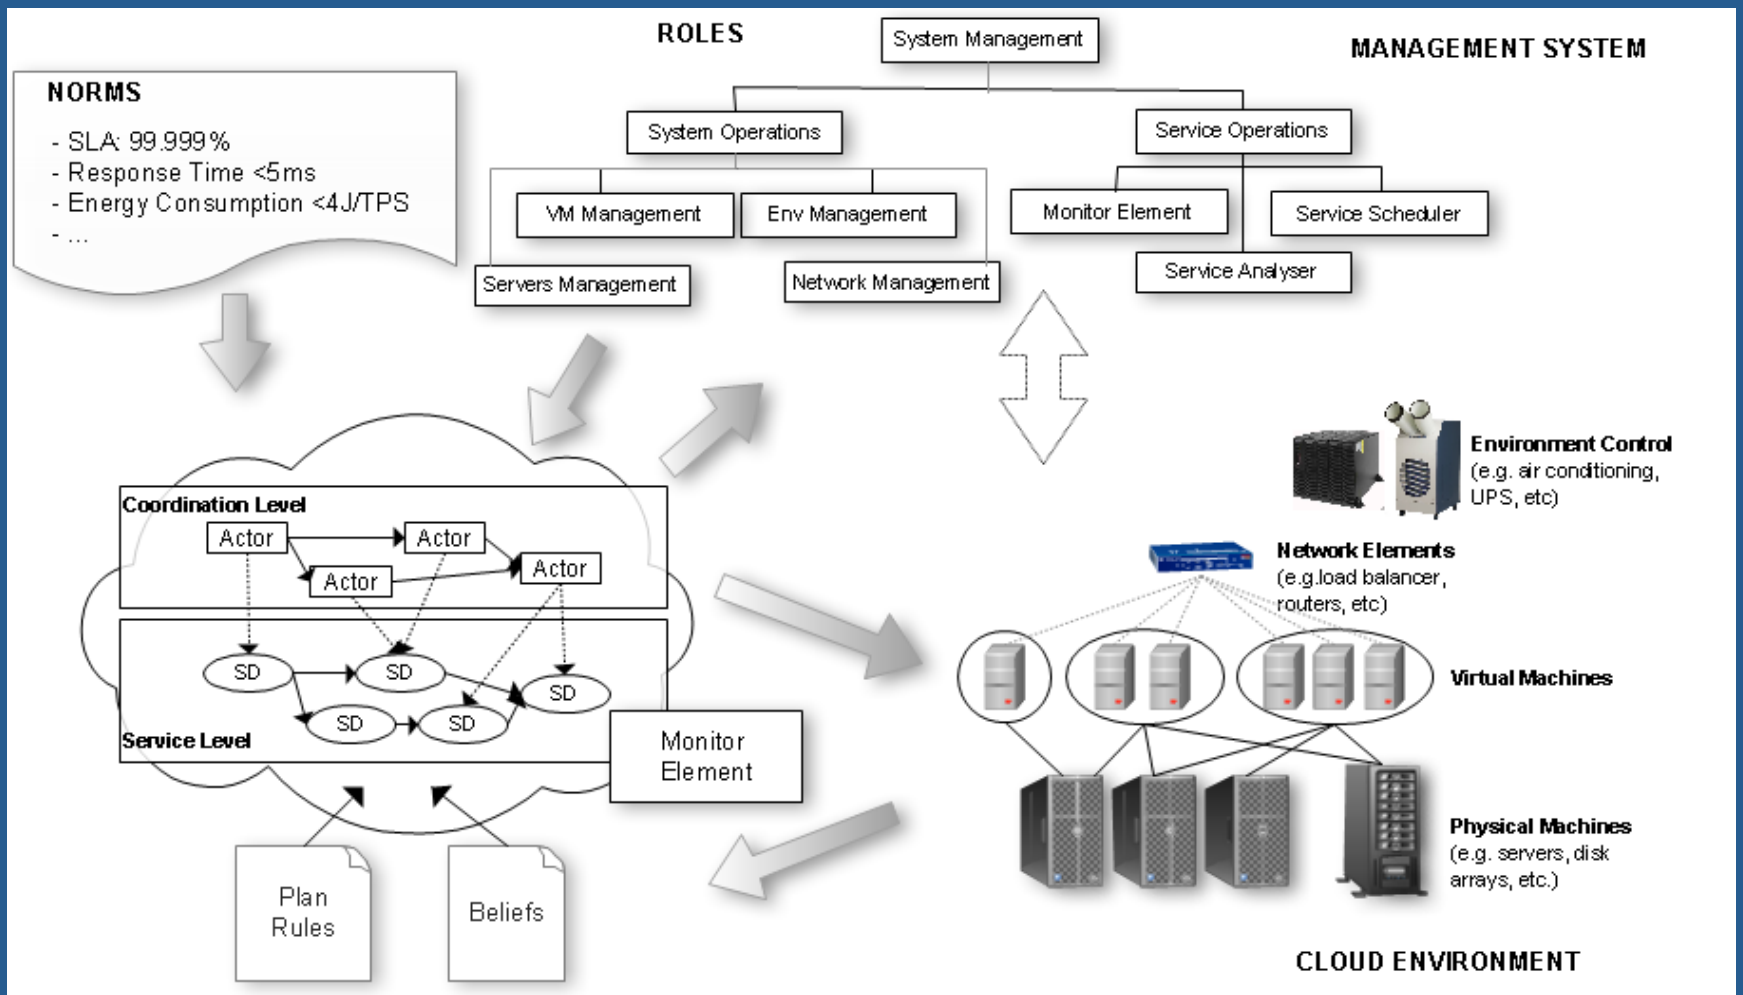 ROLES
System Management
MANAGEMENT SYSTEM
NORMS
- SLA: 99.999%
- Response Time <5ms
- Energy Consumption <4J/TPS
- ...
System Operations
Service Operations
VM Management
Env Management
Monitor Element
Service Scheduler
Servers Management
Network Management
Service Analyser
Environment Control
(e.g. air conditioning,
UPS, etc)
Coordination Level
Actor
Actor
Actor
Actor
Network Elements
(e.g.load balancer,
routers, etc)
SD
SD
SD
SD
SD
Service Level
Virtual Machines
Monitor
Element
Physical Machines
(e.g. servers, disk
arrays, etc.)
Plan
Rules
Beliefs
CLOUD ENVIRONMENT